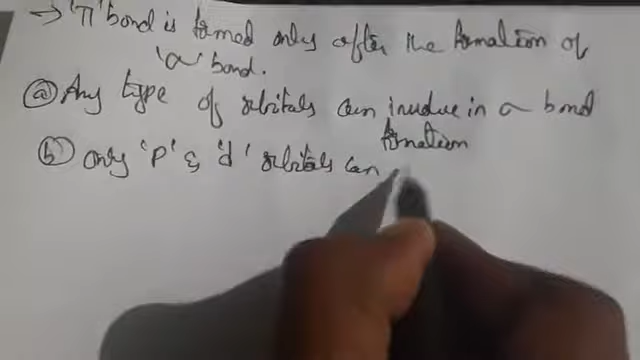 → 'π' bond is formed only after the formation of
'σ' bond.
ⓐ Any type of orbitals can involve in σ bond
formation
ⓑ only 'p' & 'd' orbitals can